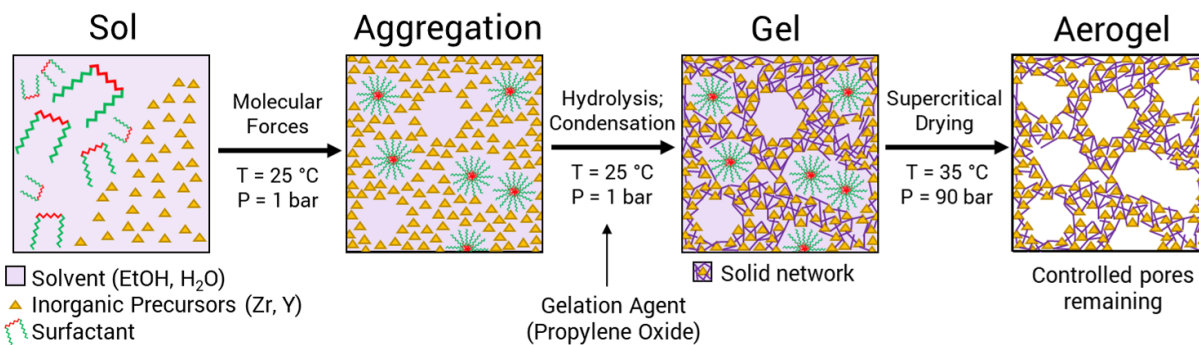 Sol
Aggregation
Gel
Aerogel
Molecular
Forces
T = 25 °C
P = 1 bar
Hydrolysis;
Condensation
T = 25 °C
P = 1 bar
Supercritical
Drying
T = 35 °C
P = 90 bar
Solvent (EtOH, H₂O)
Inorganic Precursors (Zr, Y)
Surfactant
Gelation Agent
(Propylene Oxide)
Solid network
Controlled pores
remaining